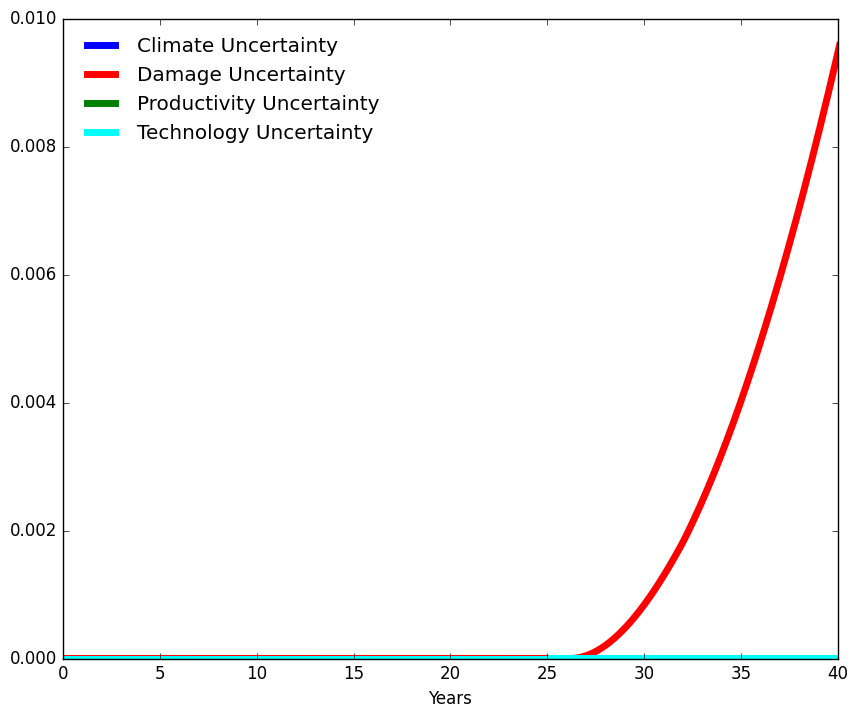 0.010
0.008
0.006
0.004
0.002
0.000
Climate Uncertainty
Damage Uncertainty
Productivity Uncertainty
Technology Uncertainty
0 5 10 15 20 25 30 35 40
Years